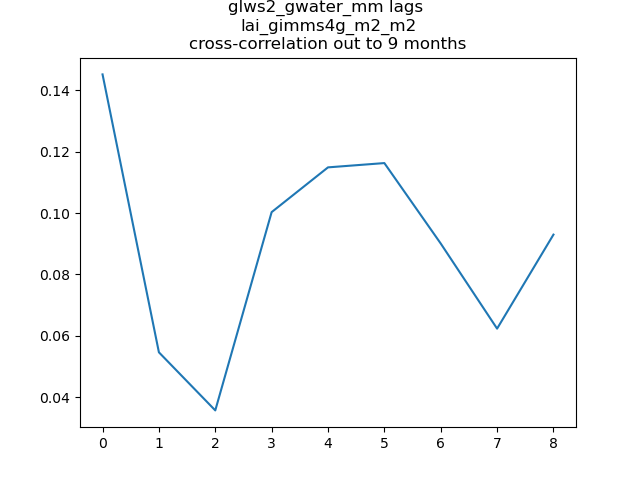 glws2_gwater_mm lags
lai_gimms4g_m2_m2
cross-correlation out to 9 months
0.14
0.12
0.10
0.08
0.06
0.04
0 1 2 3 4 5 6 7 8